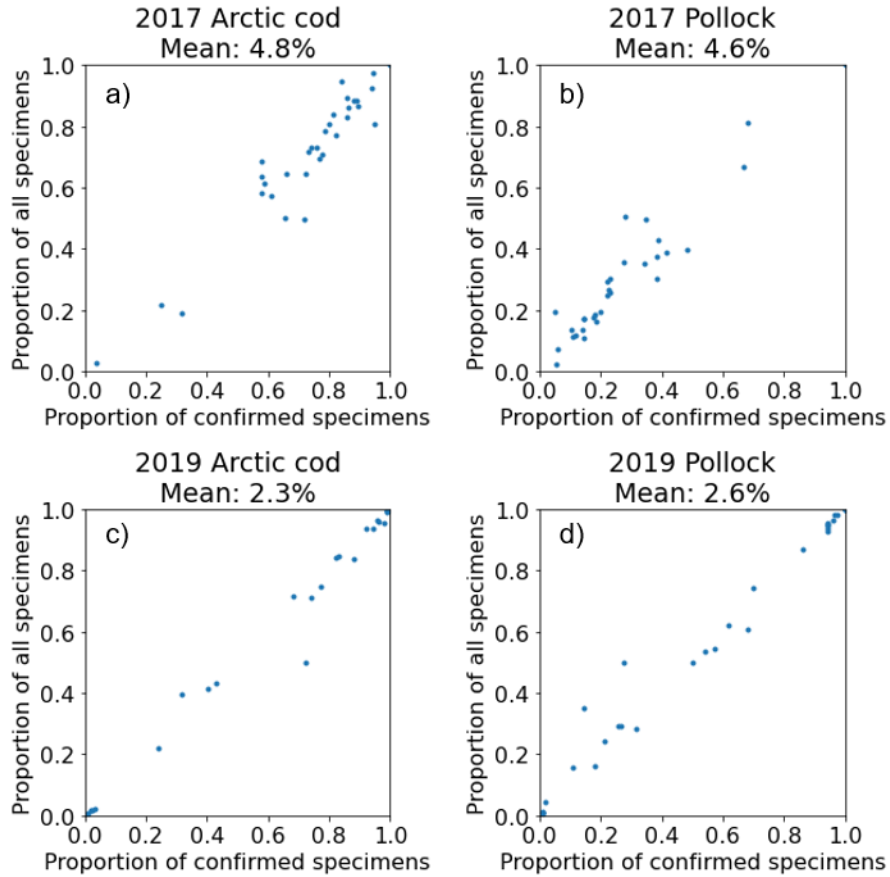 2017 Arctic cod
Mean: 4.8%
2017 Pollock
Mean: 4.6%
a)
b)
Proportion of all specimens
1.0
0.8
0.6
0.4
0.2
0.0
0.0 0.2 0.4 0.6 0.8 1.0
Proportion of confirmed specimens
Proportion of all specimens
1.0
0.8
0.6
0.4
0.2
0.0
0.0 0.2 0.4 0.6 0.8 1.0
Proportion of confirmed specimens
2019 Arctic cod
Mean: 2.3%
2019 Pollock
Mean: 2.6%
c)
d)
Proportion of all specimens
1.0
0.8
0.6
0.4
0.2
0.0
0.0 0.2 0.4 0.6 0.8 1.0
Proportion of confirmed specimens
Proportion of all specimens
1.0
0.8
0.6
0.4
0.2
0.0
0.0 0.2 0.4 0.6 0.8 1.0
Proportion of confirmed specimens